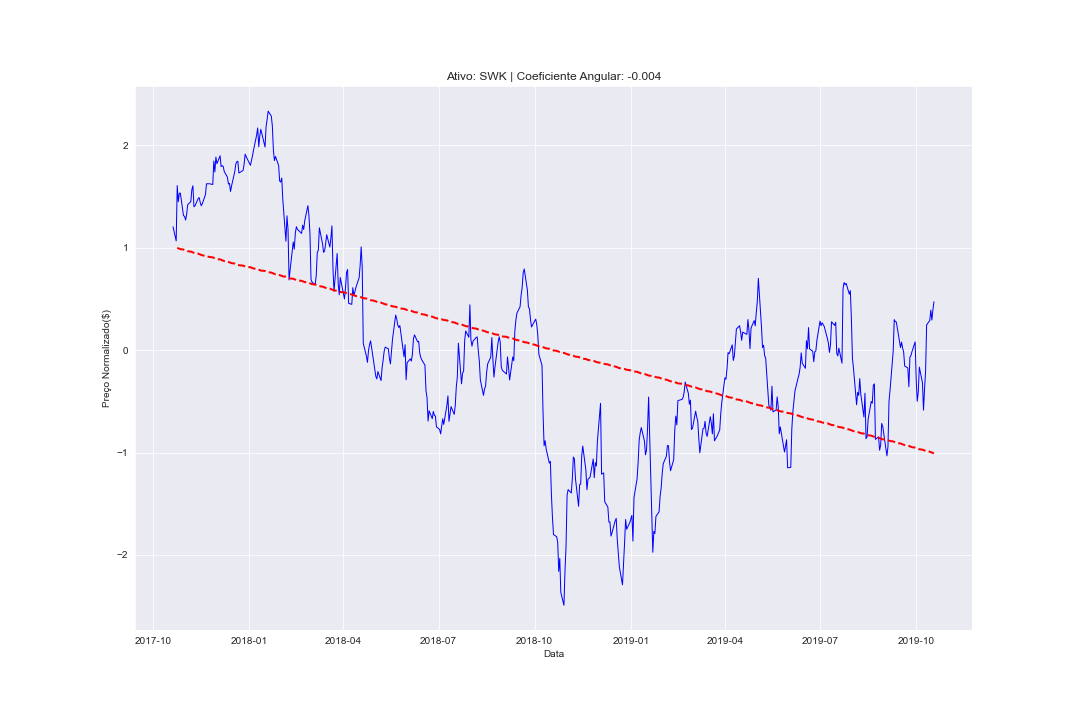 Ativo: SWK | Coeficiente Angular: -0.004
Preço Normalizado($)
2
1
0
−1
−2
2017-10 2018-01 2018-04 2018-07 2018-10 2019-01 2019-04 2019-07 2019-10
Data